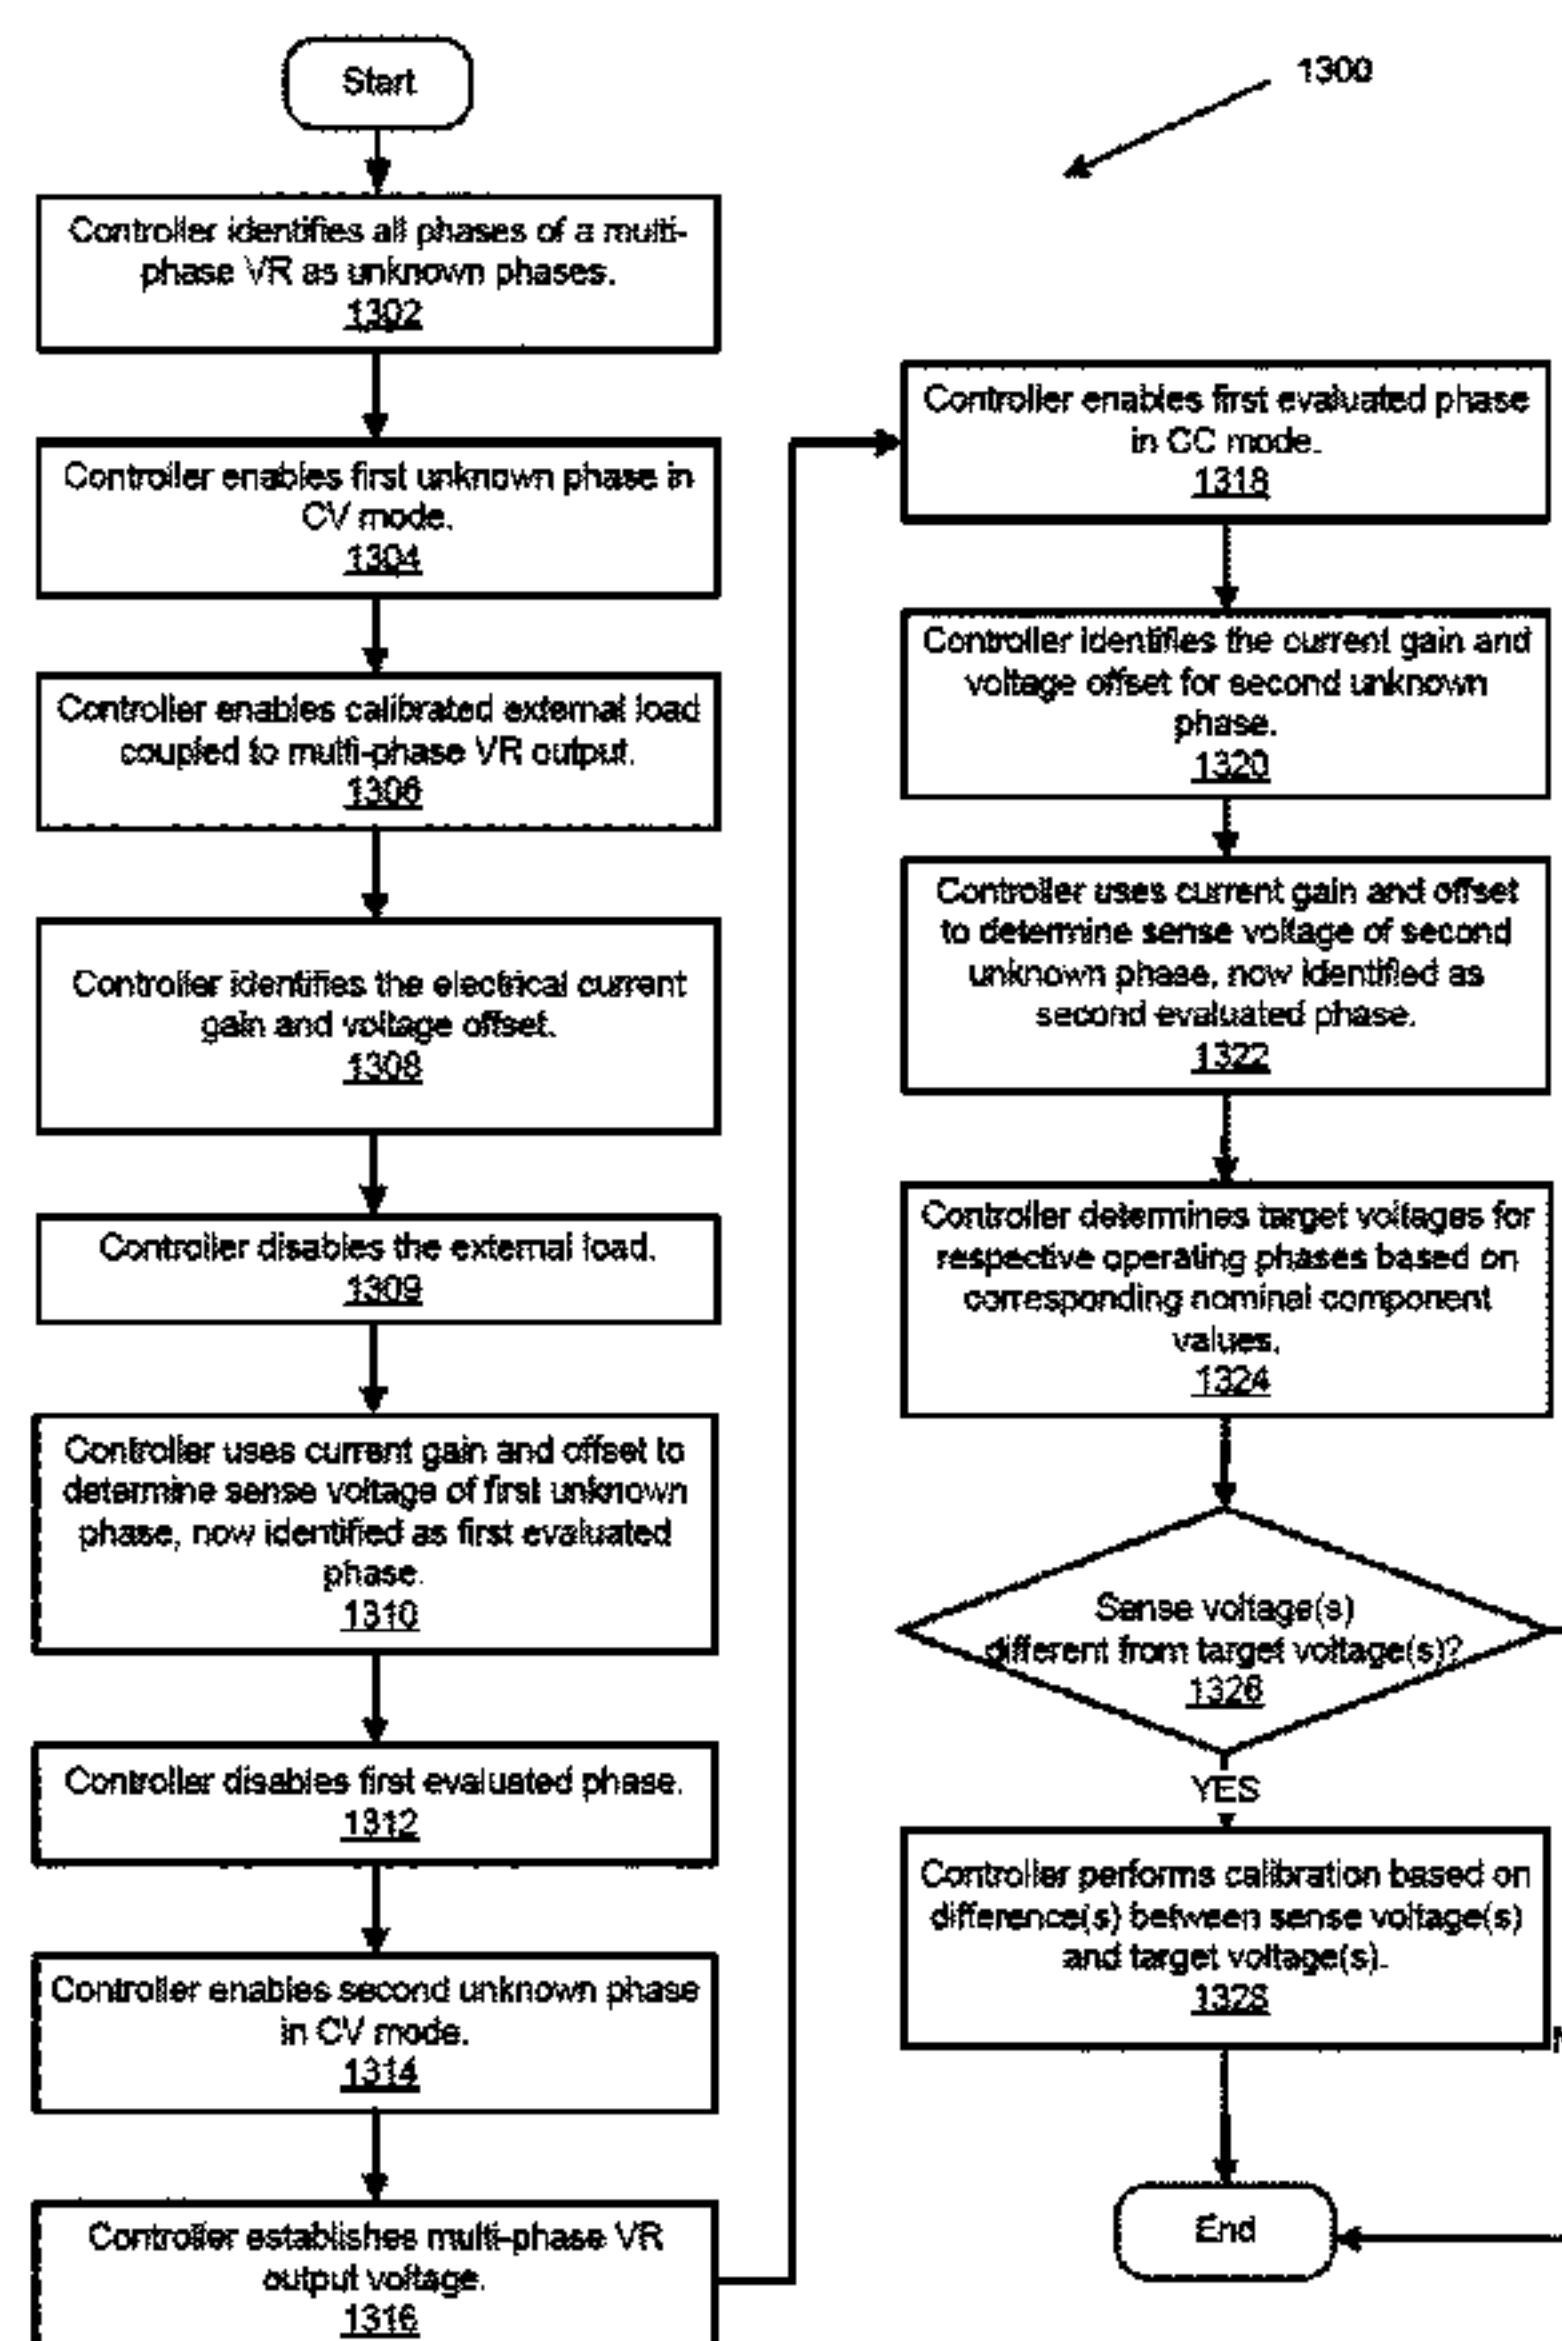 Start
1300
Controller identifies all phases of a multi-
phase VR as unknown phases.
1302
Controller enables first unknown phase in
CV mode.
1304
Controller enables calibrated external load
coupled to multi-phase VR output.
1306
Controller identifies the electrical current
gain and voltage offset.
1308
Controller disables the external load.
1309
Controller uses current gain and offset to
determine sense voltage of first unknown
phase, now identified as first evaluated
phase.
1310
Controller disables first evaluated phase.
1312
Controller enables second unknown phase
in CV mode.
1314
Controller establishes multi-phase VR
output voltage.
1316
Controller enables first evaluated phase
in CC mode.
1318
Controller identifies the current gain and
voltage offset for second unknown
phase.
1320
Controller uses current gain and offset
to determine sense voltage of second
unknown phase, now identified as
second evaluated phase.
1322
Controller determines target voltages for
respective operating phases based on
corresponding nominal component
values.
1324
Sense voltage(s)
different from target voltage(s)?
1326
YES
Controller performs calibration based on
difference(s) between sense voltage(s)
and target voltage(s).
1328
End